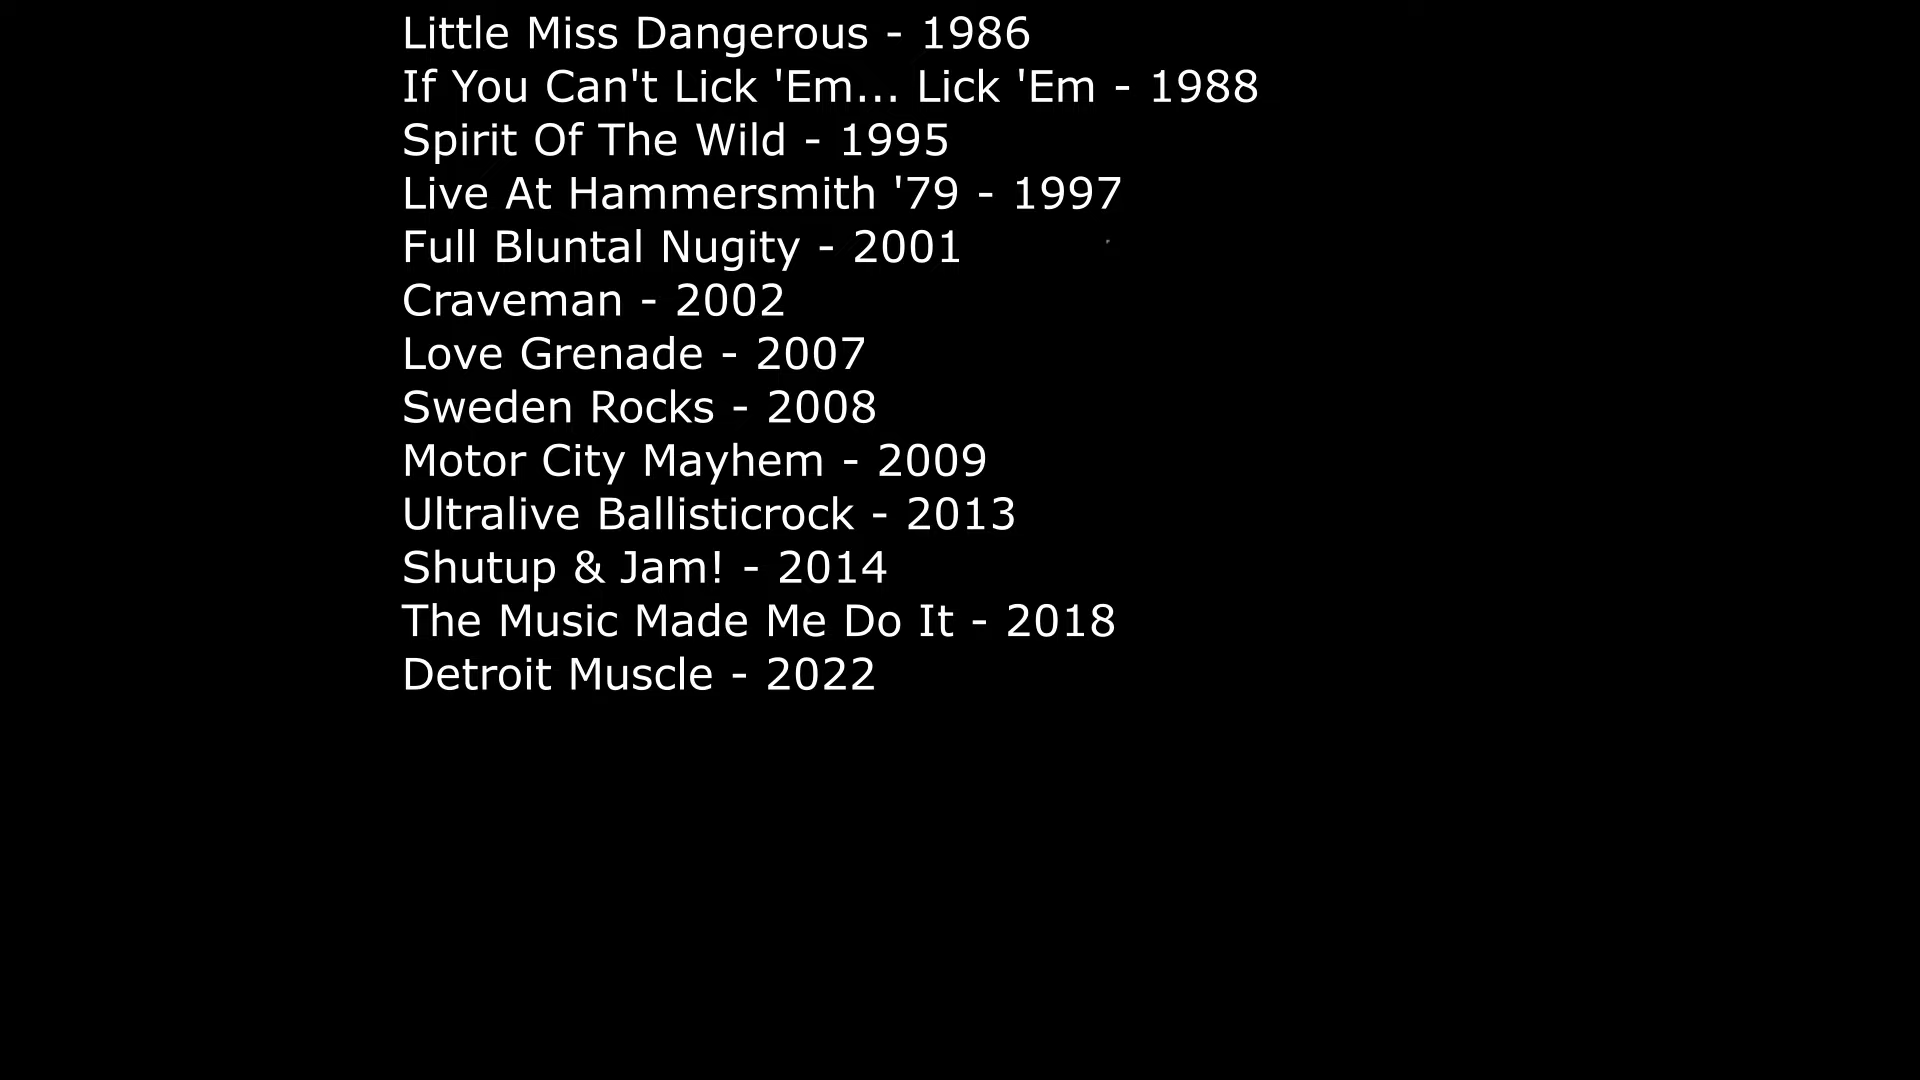 Little Miss Dangerous - 1986
If You Can't Lick 'Em... Lick 'Em - 1988
Spirit Of The Wild - 1995
Live At Hammersmith '79 - 1997
Full Bluntal Nugity - 2001
Craveman - 2002
Love Grenade - 2007
Sweden Rocks - 2008
Motor City Mayhem - 2009
Ultralive Ballisticrock - 2013
Shutup & Jam! - 2014
The Music Made Me Do It - 2018
Detroit Muscle - 2022